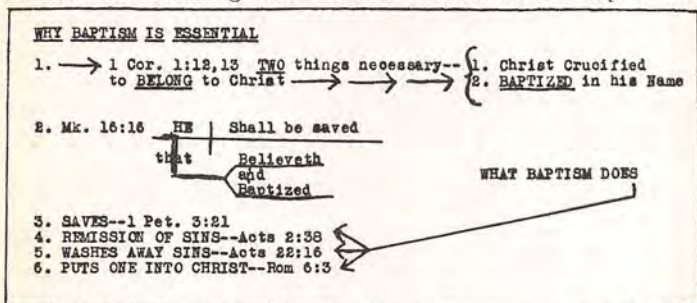 WHY BAPTISM IS ESSENTIAL
1. 1 Cor. 1:12,13 TWO things necessary-- 1. Christ Crucified
to BELONG to Christ 2. BAPTIZED in his Name
2. Mk. 16:16 HE Shall be saved
that Believeth
and
Baptized
WHAT BAPTISM DOES
3. SAVES--1 Pet. 3:21
4. REMISSION OF SINS--Acts 2:38
5. WASHES AWAY SINS--Acts 22:16
6. PUTS ONE INTO CHRIST--Rom 6:3